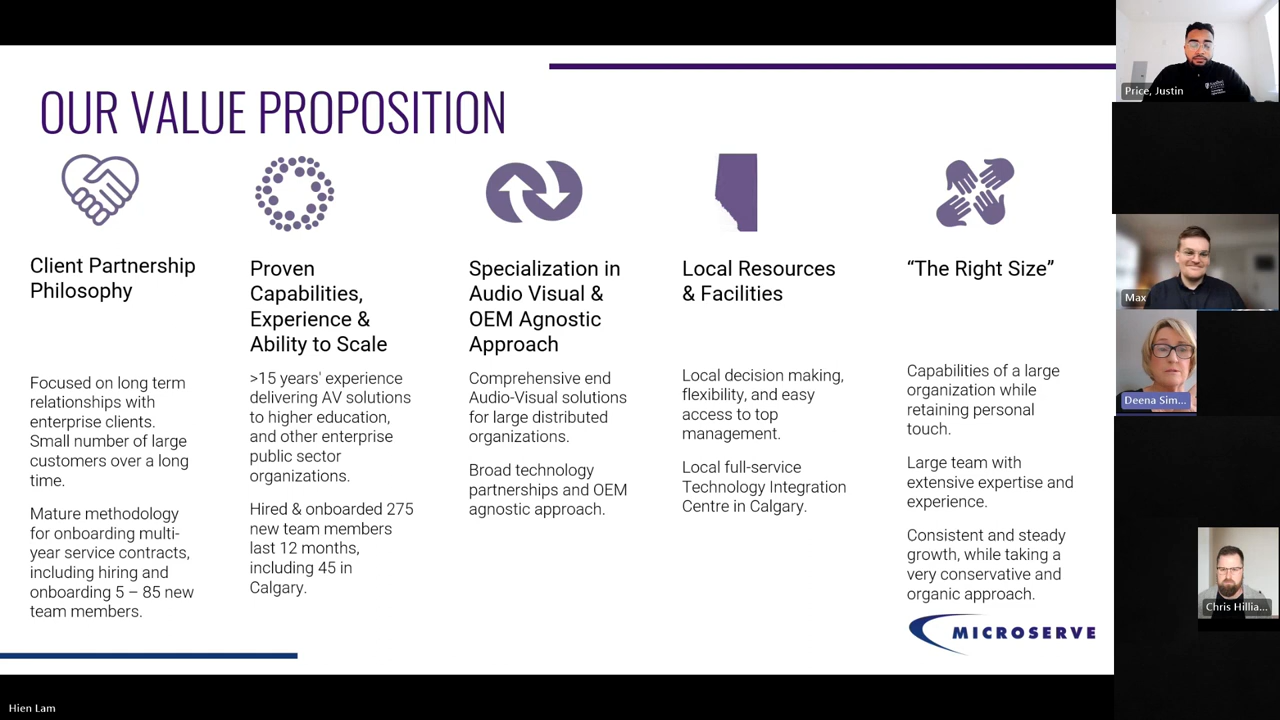 OUR VALUE PROPOSITION
Client Partnership
Philosophy
Focused on long term
relationships with
enterprise clients.
Small number of large
customers over a long
time.
Mature methodology
for onboarding multi-
year service contracts,
including hiring and
onboarding 5 – 85 new
team members.
Proven
Capabilities,
Experience &
Ability to Scale
>15 years' experience
delivering AV solutions
to higher education,
and other enterprise
public sector
organizations.
Hired & onboarded 275
new team members
last 12 months,
including 45 in
Calgary.
Specialization in
Audio Visual &
OEM Agnostic
Approach
Comprehensive end
Audio-Visual solutions
for large distributed
organizations.
Broad technology
partnerships and OEM
agnostic approach.
Local Resources
& Facilities
Local decision making,
flexibility, and easy
access to top
management.
Local full-service
Technology Integration
Centre in Calgary.
“The Right Size”
Capabilities of a large
organization while
retaining personal
touch.
Large team with
extensive expertise and
experience.
Consistent and steady
growth, while taking a
very conservative and
organic approach.
MICROSERVE
Hien Lam
Price, Justin
Max
Deena Sim...
Chris Hillia...